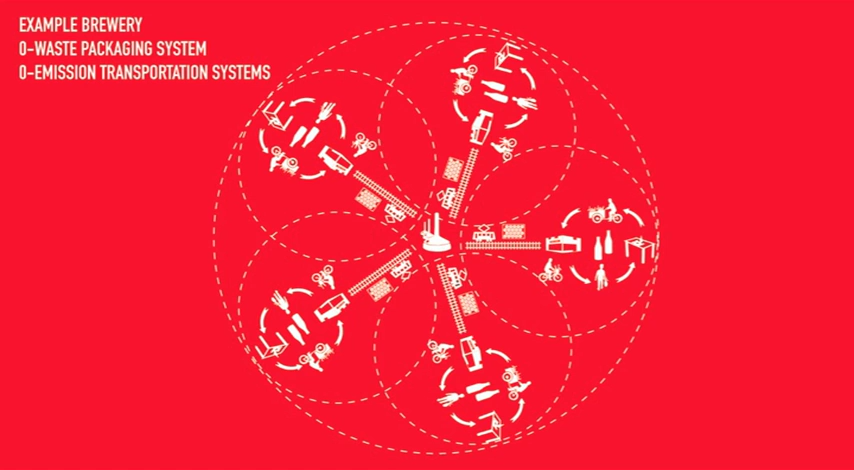 EXAMPLE BREWERY
0-WASTE PACKAGING SYSTEM
0-EMISSION TRANSPORTATION SYSTEMS